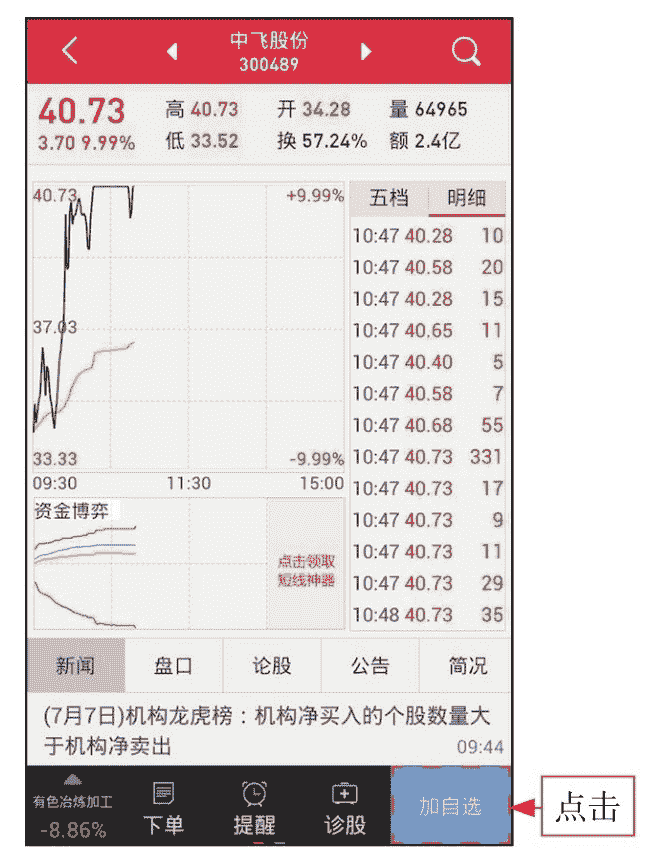 中飞股份
300489
40.73 高 40.73 开 34.28 量 64965
3.70 9.99% 低 33.52 换 57.24% 额 2.4亿
40.73 +9.99%
37.03
33.33 -9.99%
09:30 11:30 15:00
五档 明细
10:47 40.28 10
10:47 40.58 20
10:47 40.28 15
10:47 40.65 11
10:47 40.40 5
10:47 40.58 7
10:47 40.68 55
10:47 40.73 331
10:47 40.73 17
10:47 40.73 9
10:47 40.73 11
10:47 40.73 29
10:48 40.73 35
资金博弈
点击领取
短线神器
新闻 盘口 论股 公告 简况
(7月7日)机构龙虎榜：机构净买入的个股数量大
于机构净卖出 09:44
有色冶炼加工
-8.86%
下单 提醒 诊股 加自选
点击